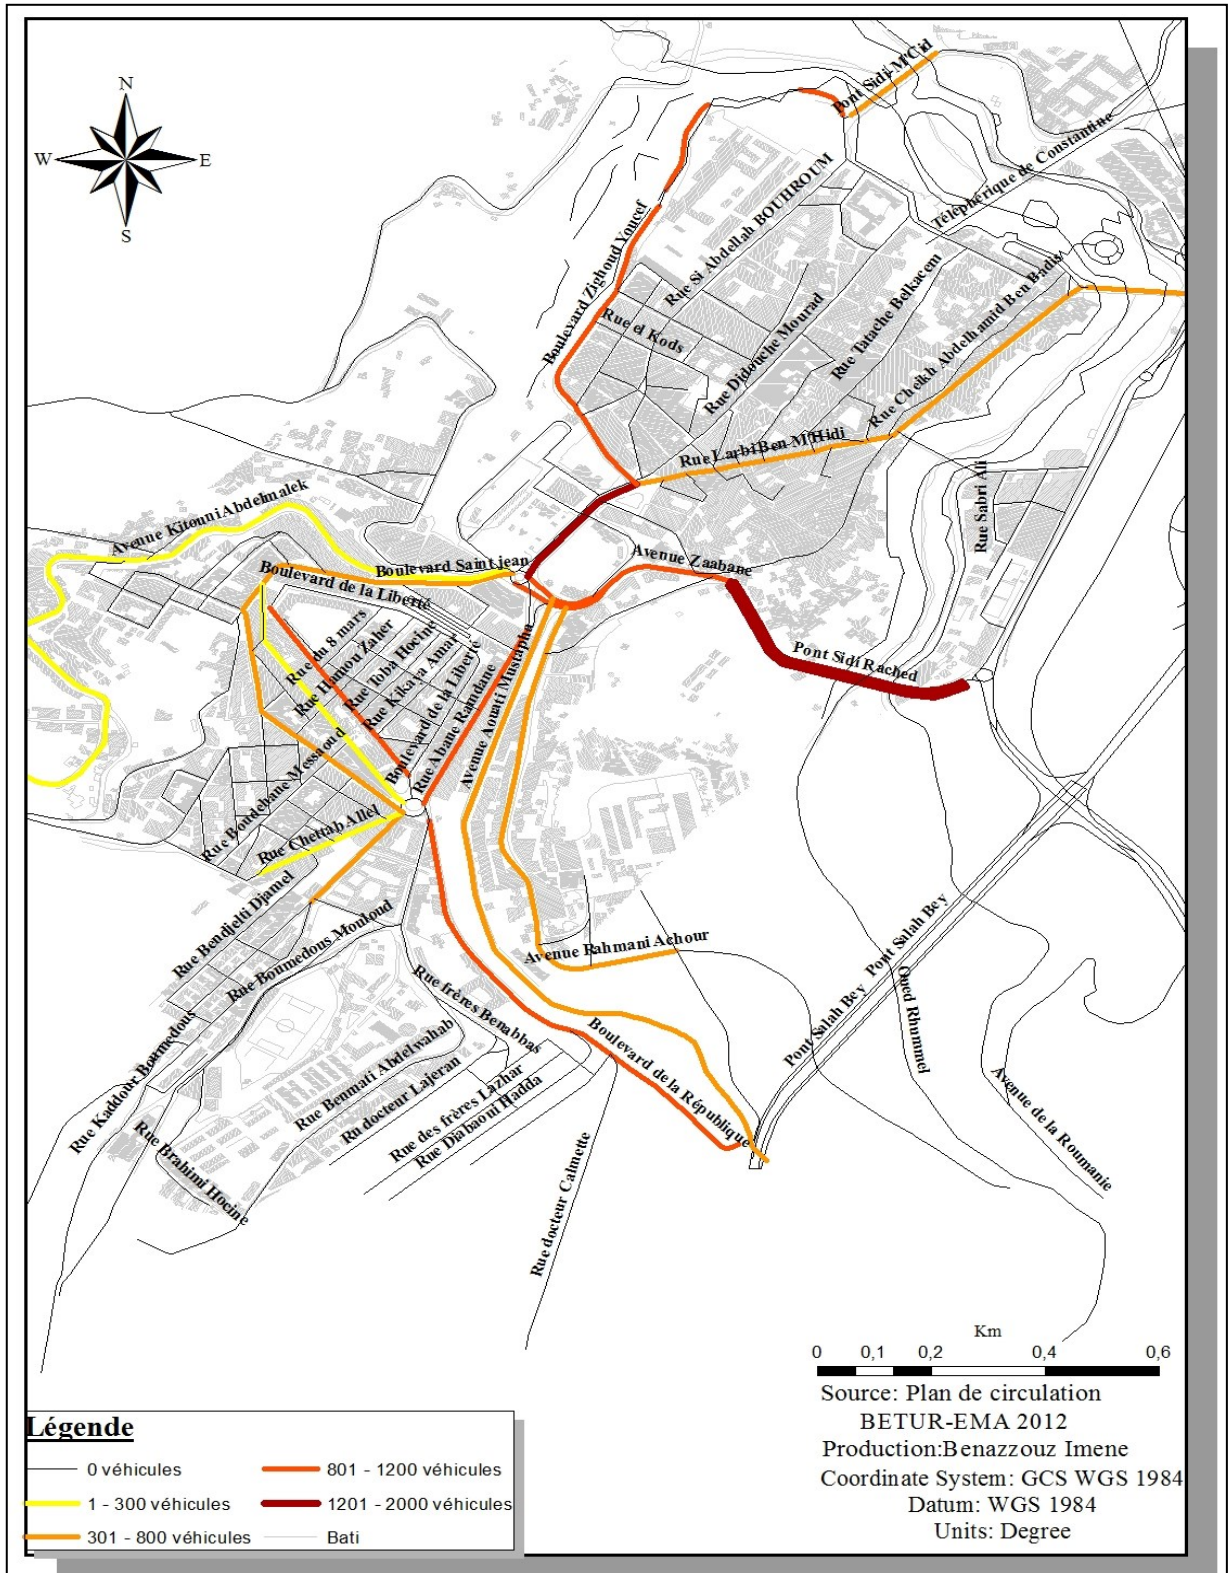 N
W
E
S
Pont Sidi M'Cid
Téléphérique de Constantine
Boulevard Zighoud Youcef
Rue Si Abdellah BOUHROUM
Rue el Kods
Rue Didouche Mourad
Rue Tatache Belkacem
Rue Cheikh Abdelhamid Ben Badis
Rue Larbi Ben M'Hidi
Rue Sabri Ali
Avenue Kitouni Abdelmalek
Boulevard Saint jean
Avenue Zaabane
Boulevard de la Liberté
Rue du 8 mars
Rue Hamou Zaher
Rue Toba Hocine
Rue Kikaya Amar
Boulevard de la Liberté
Rue Abane Ramdane
Avenue Aouati Mustapha
Pont Sidi Rached
Rue Boudehane Messaoud
Rue Chettab Allel
Rue Bendjelti Djamel
Rue Boumedous Mouloud
Avenue Rahmani Achour
Pont Salah Bey
Pont Salah Bey
Oued Rhummel
Rue frères Benabbas
Boulevard de la République
Rue Kaddour Boumedous
Rue Benmati Abdelwahab
Ru docteur Lajeran
Rue des frères Lazhar
Rue Diabaoui Hadda
Rue Brahimi Hocine
Rue docteur Calmette
Avenue de la Roumanie
Km
0 0,1 0,2 0,4 0,6
Source: Plan de circulation
BETUR-EMA 2012
Production:Benazzouz Imene
Coordinate System: GCS WGS 1984
Datum: WGS 1984
Units: Degree
Légende
0 véhicules
801 - 1200 véhicules
1 - 300 véhicules
1201 - 2000 véhicules
301 - 800 véhicules
Bati